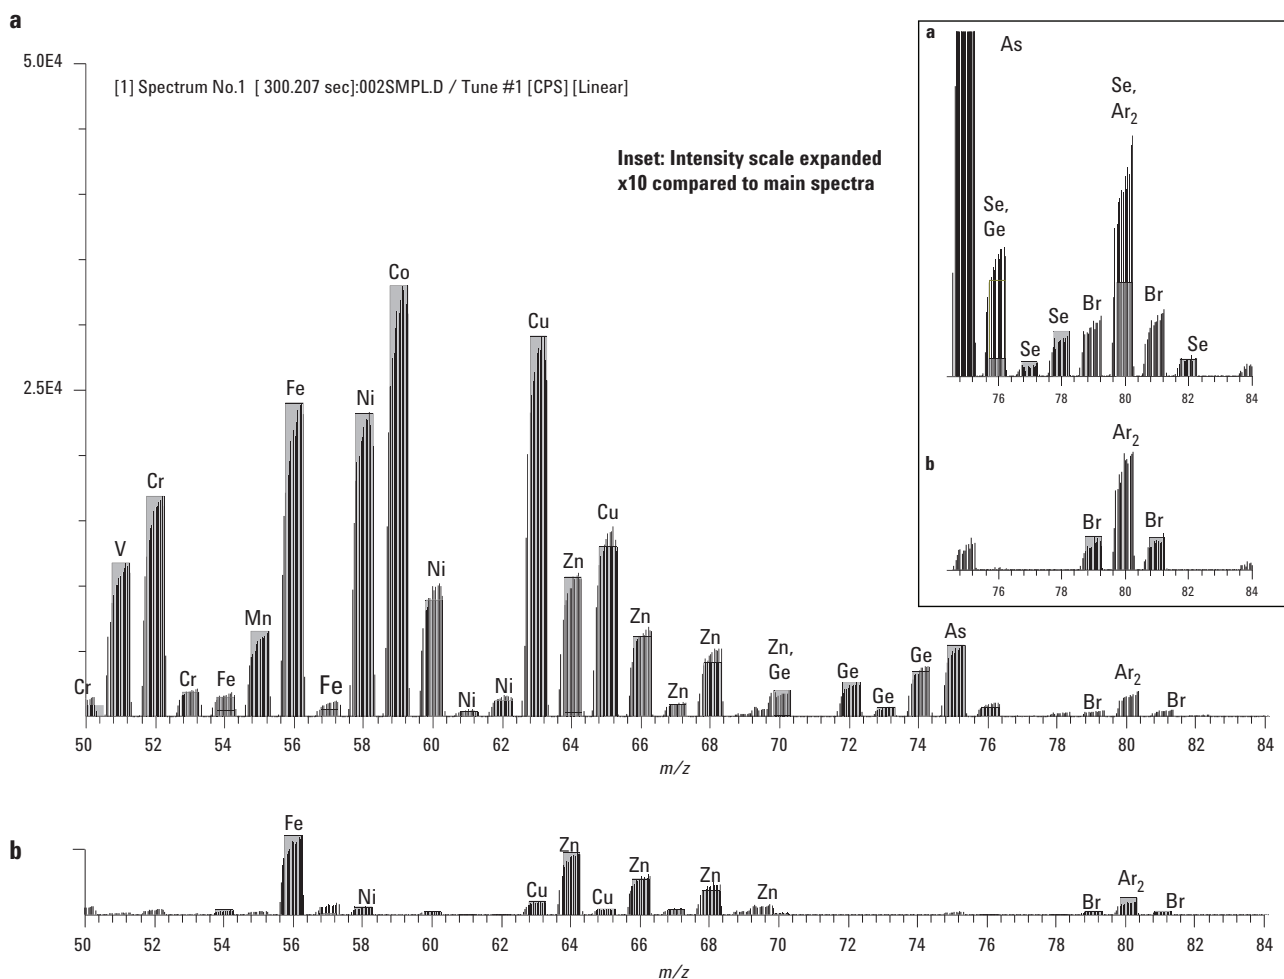 a
5.0E4
[1] Spectrum No.1 [ 300.207 sec]:002SMPL.D / Tune #1 [CPS] [Linear]
Inset: Intensity scale expanded
x10 compared to main spectra
2.5E4
Cr
V
Cr
Cr
Fe
Mn
Fe
Fe
Ni
Co
Ni
Ni
Ni
Cu
Zn
Cu
Zn
Zn
Zn
Zn,
Ge
Ge
Ge
Ge
As
Br
Ar2
Br
50 52 54 56 58 60 62 64 66 68 70 72 74 76 78 80 82 84
m/z
a
As
Se,
Ge
Se
Se
Br
Se,
Ar2
Br
Se
76 78 80 82 84
b
Br
Ar2
Br
76 78 80 82 84
b
Fe
Ni
Cu
Zn
Cu
Zn
Zn
Zn
Br
Ar2
Br
50 52 54 56 58 60 62 64 66 68 70 72 74 76 78 80 82 84
m/z